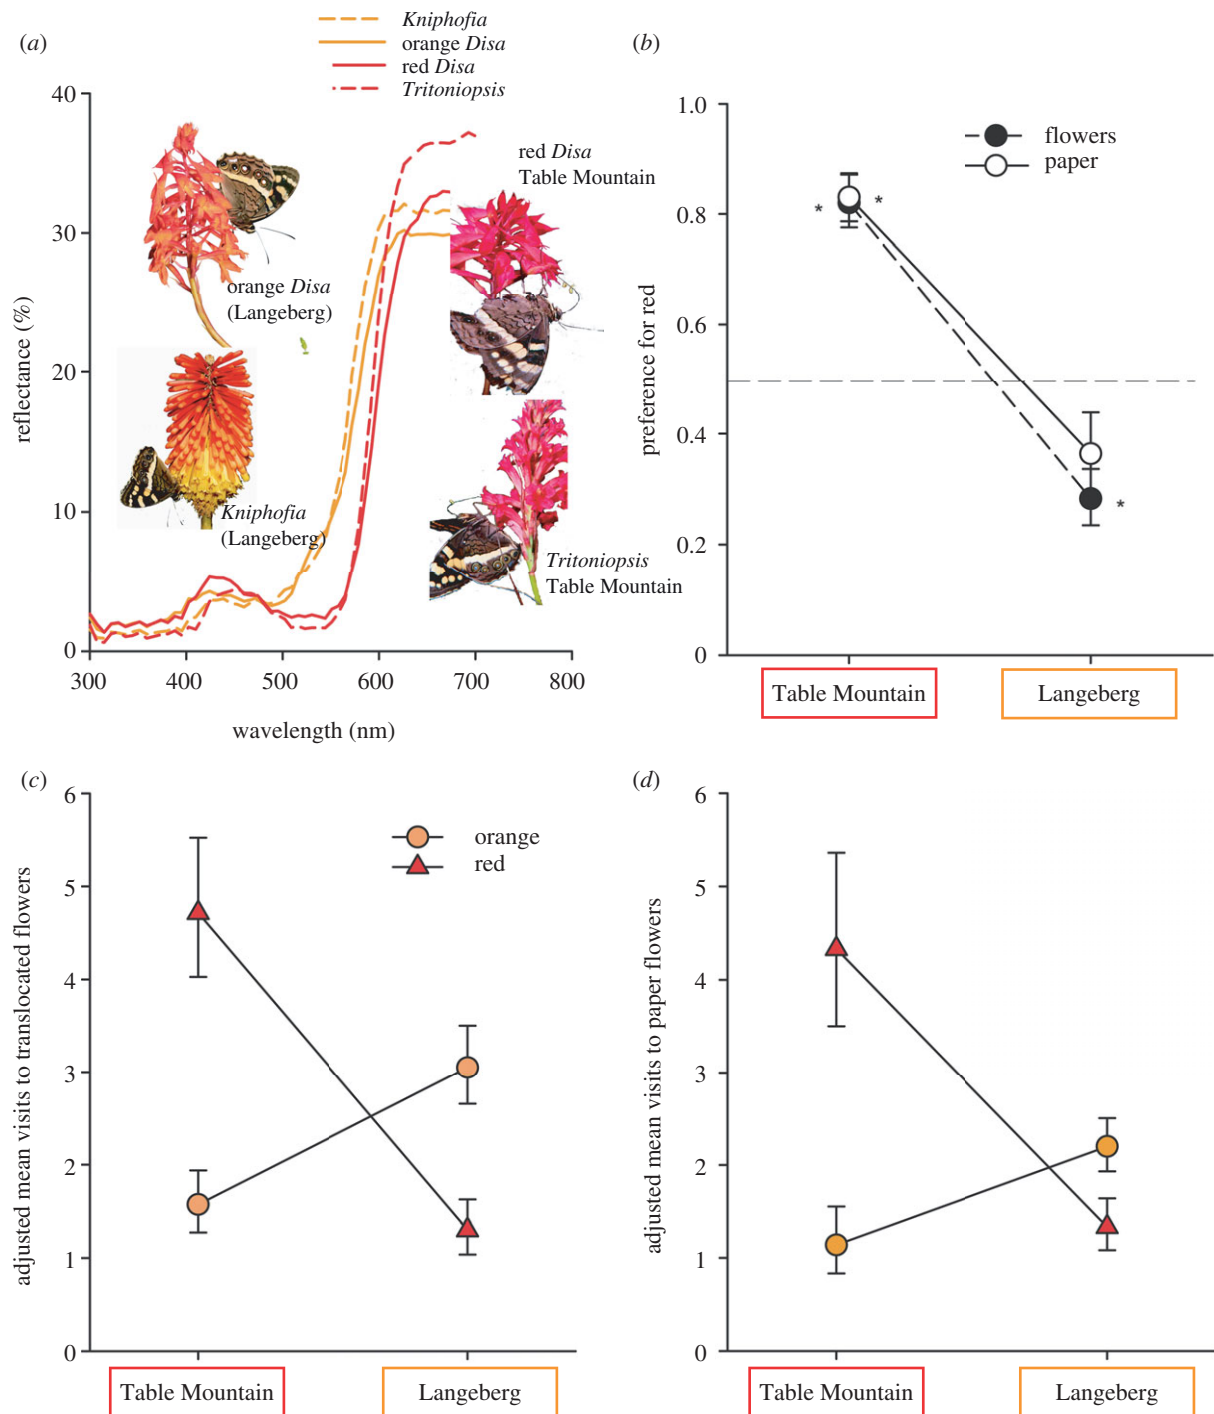 (a)
Kniphofia
orange Disa
red Disa
Tritoniopsis
40
30
20
10
0
reflectance (%)
300 400 500 600 700 800
wavelength (nm)
orange Disa
(Langeberg)
Kniphofia
(Langeberg)
red Disa
Table Mountain
Tritoniopsis
Table Mountain
(b)
flowers
paper
1.0
0.8
0.6
0.4
0.2
0
preference for red
* *
*
Table Mountain
Langeberg
(c)
orange
red
6
5
4
3
2
1
0
adjusted mean visits to translocated flowers
Table Mountain
Langeberg
(d)
6
5
4
3
2
1
0
adjusted mean visits to paper flowers
Table Mountain
Langeberg